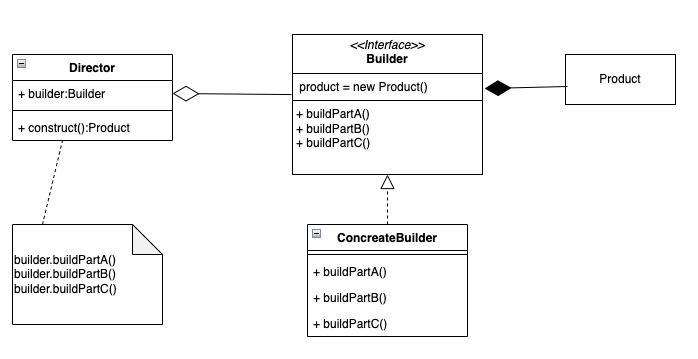 Director
+ builder:Builder
+ construct():Product
<<Interface>>
Builder
product = new Product()
+ buildPartA()
+ buildPartB()
+ buildPartC()
Product
builder.buildPartA()
builder.buildPartB()
builder.buildPartC()
ConcreateBuilder
+ buildPartA()
+ buildPartB()
+ buildPartC()